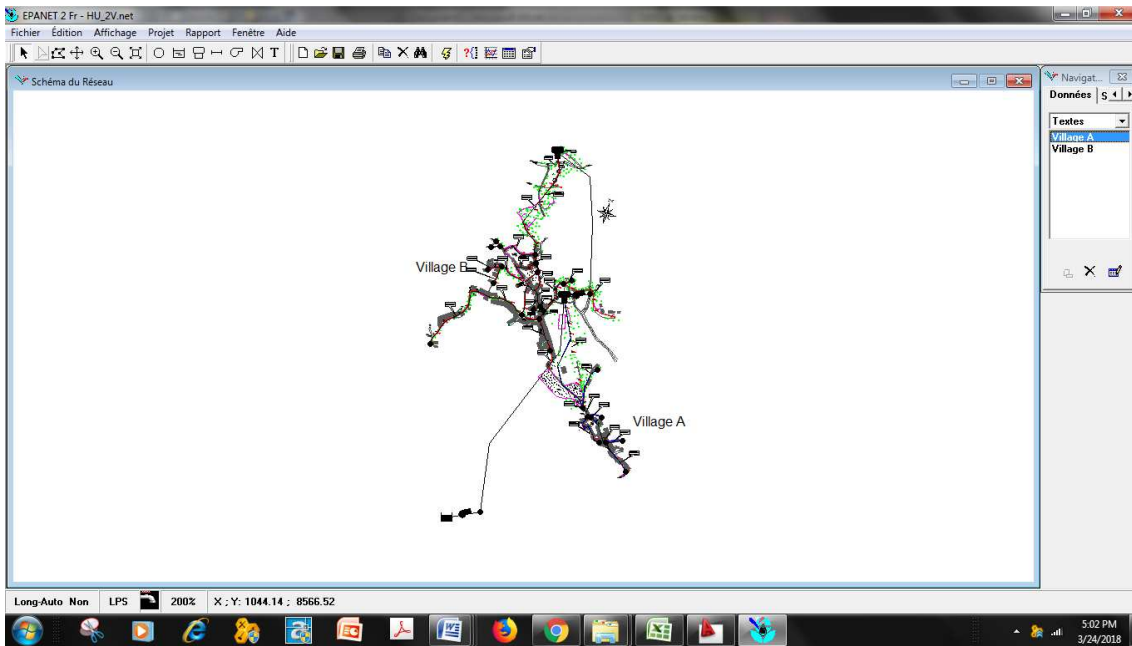 EPANET 2 Fr - HU_2V.net
Fichier Édition Affichage Projet Rapport Fenêtre Aide
T
Schéma du Réseau
Navigat...
Données S
Textes
Village A
Village B
Village B
Village A
Long-Auto Non LPS 200% X ; Y: 1044.14 ; 8566.52
5:02 PM
3/24/2018